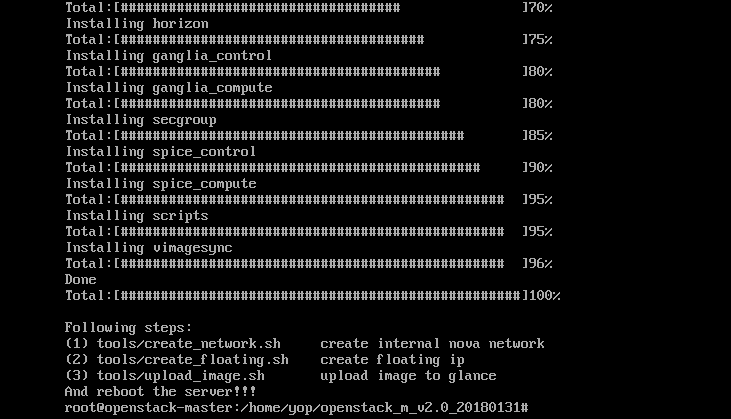 Total:[################################### ]70%
Installing horizon
Total:[###################################### ]75%
Installing ganglia_control
Total:[######################################## ]80%
Installing ganglia_compute
Total:[######################################## ]80%
Installing secgroup
Total:[########################################### ]85%
Installing spice_control
Total:[############################################# ]90%
Installing spice_compute
Total:[################################################ ]95%
Installing scripts
Total:[################################################ ]95%
Installing vimagesync
Total:[################################################ ]96%
Done
Total:[##################################################]100%
Following steps:
(1) tools/create_network.sh create internal nova network
(2) tools/create_floating.sh create floating ip
(3) tools/upload_image.sh upload image to glance
And reboot the server!!!
root@openstack-master:/home/yop/openstack_m_v2.0_20180131#